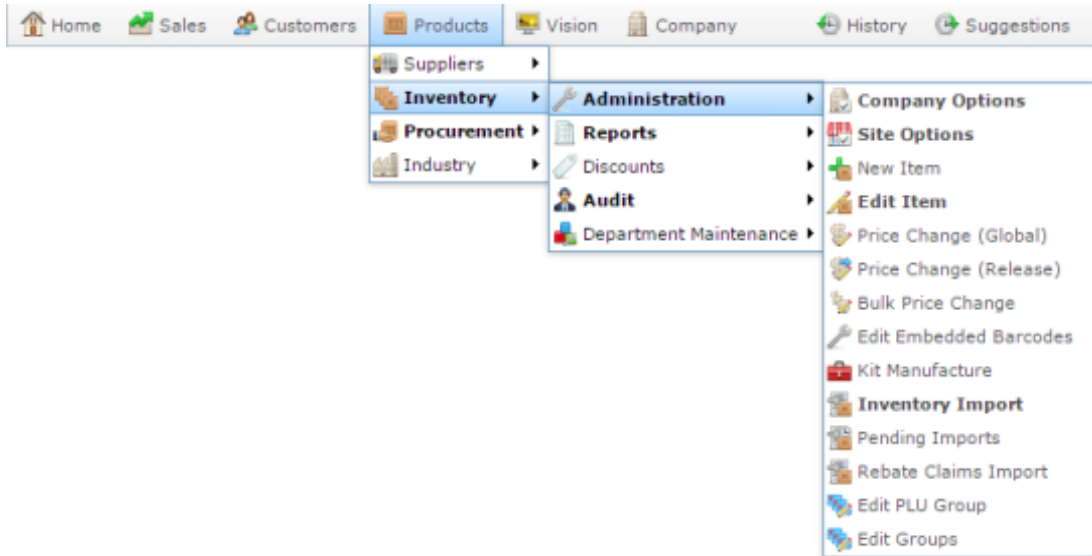 Home Sales Customers Products Vision Company History Suggestions
Suppliers
Inventory
Procurement
Industry
Administration
Reports
Discounts
Audit
Department Maintenance
Company Options
Site Options
New Item
Edit Item
Price Change (Global)
Price Change (Release)
Bulk Price Change
Edit Embedded Barcodes
Kit Manufacture
Inventory Import
Pending Imports
Rebate Claims Import
Edit PLU Group
Edit Groups